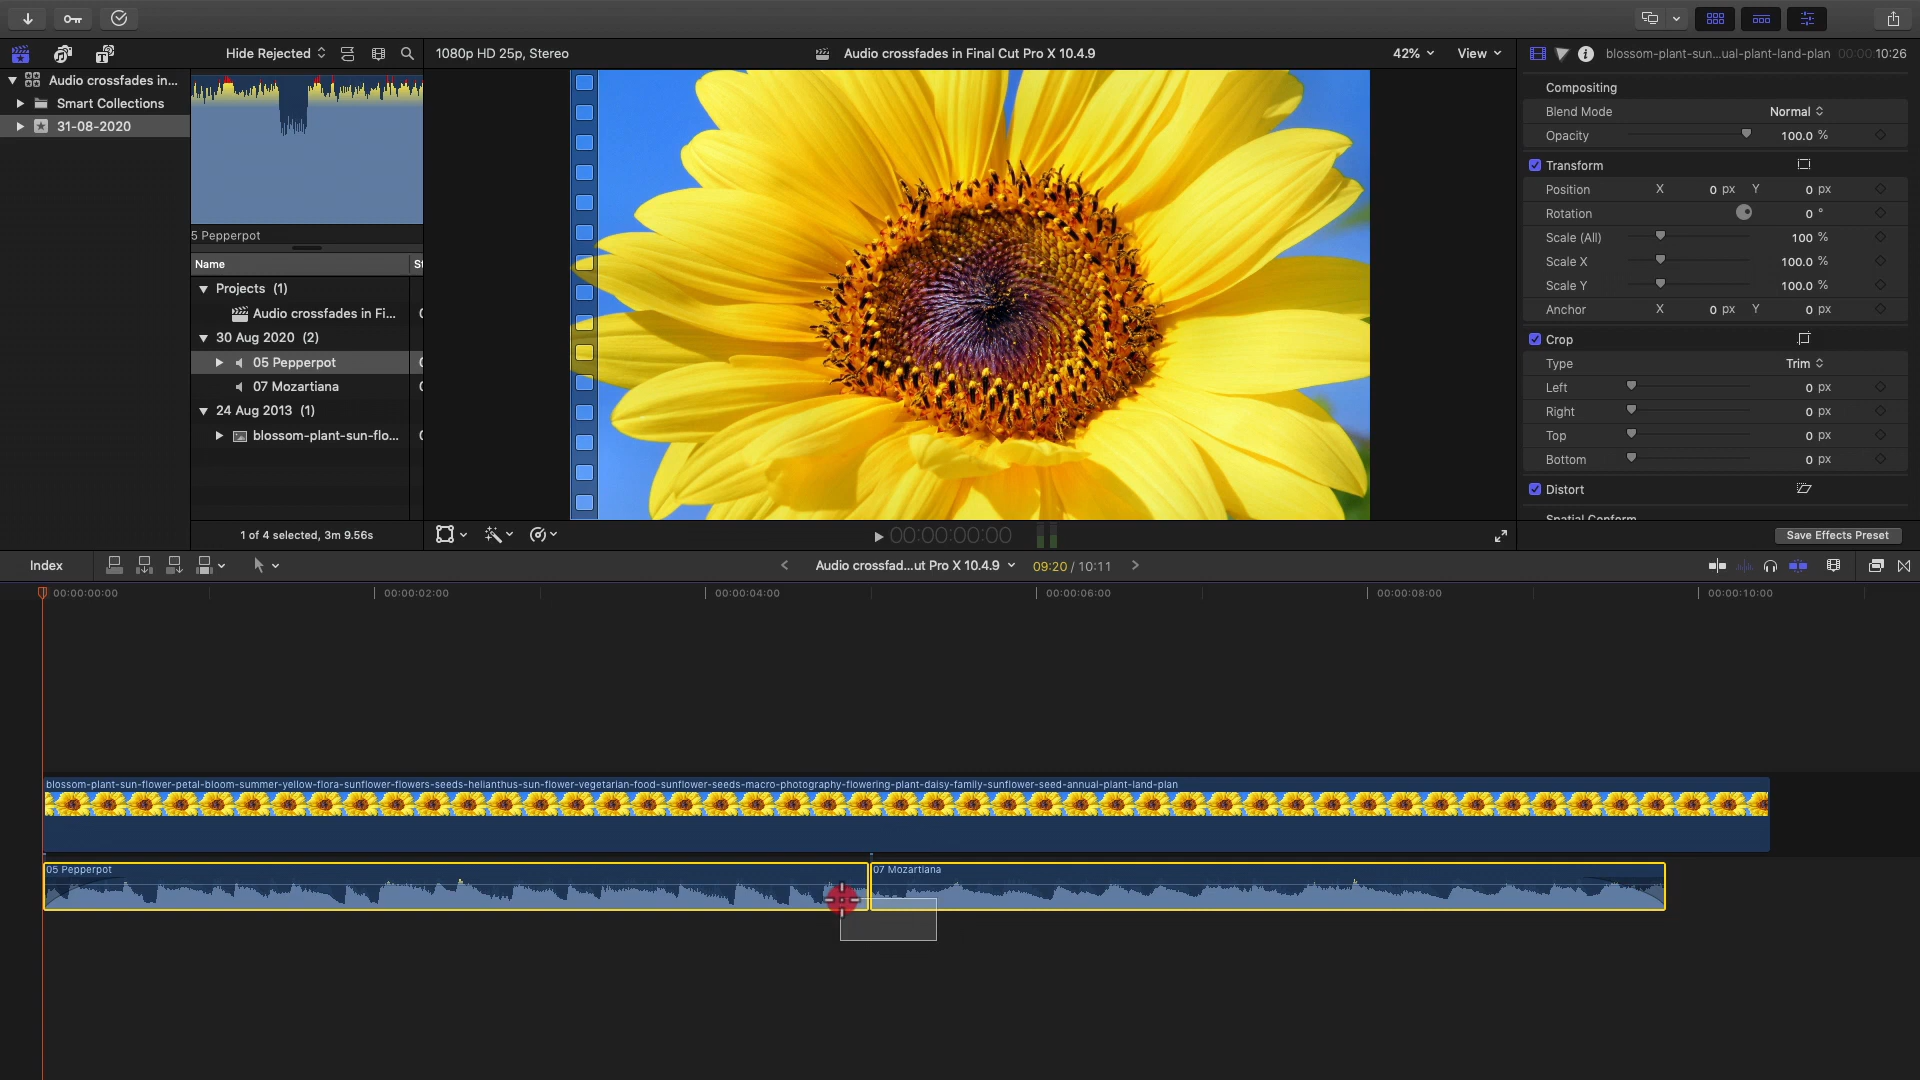 Hide Rejected
1080p HD 25p, Stereo
Audio crossfades in Final Cut Pro X 10.4.9
42%
View
blossom-plant-sun...ual-plant-land-plan
00:00:10:26
Audio crossfades in...
Smart Collections
31-08-2020
5 Pepperpot
Name
Projects (1)
Audio crossfades in Fi...
30 Aug 2020 (2)
05 Pepperpot
07 Mozartiana
24 Aug 2013 (1)
blossom-plant-sun-flo...
1 of 4 selected, 3m 9.56s
00:00:00:00
Compositing
Blend Mode
Normal
Opacity
100.0 %
Transform
Position
X
0 px
Y
0 px
Rotation
0 °
Scale (All)
100 %
Scale X
100.0 %
Scale Y
100.0 %
Anchor
X
0 px
Y
0 px
Crop
Type
Trim
Left
0 px
Right
0 px
Top
0 px
Bottom
0 px
Distort
Spatial Conform
Save Effects Preset
Index
Audio crossfad...ut Pro X 10.4.9
09:20 / 10:11
00:00:00:00
00:00:02:00
00:00:04:00
00:00:06:00
00:00:08:00
00:00:10:00
blossom-plant-sun-flower-petal-bloom-summer-yellow-flora-sunflower-flowers-seeds-helianthus-sun-flower-vegetarian-food-sunflower-seeds-macro-photography-flowering-plant-daisy-family-sunflower-seed-annual-plant-land-plan
05 Pepperpot
07 Mozartiana